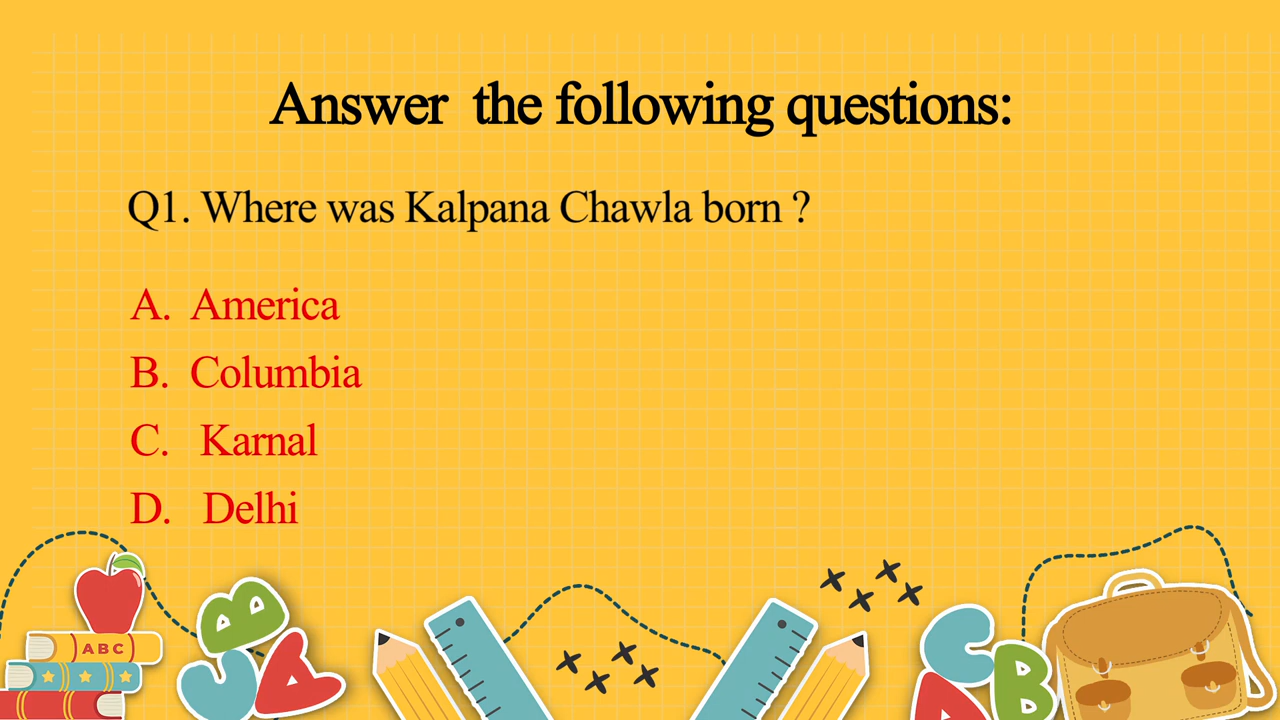 Answer the following questions:
Q1. Where was Kalpana Chawla born ?
A. America
B. Columbia
C. Karnal
D. Delhi
ABC
B
C
A
C
B
A